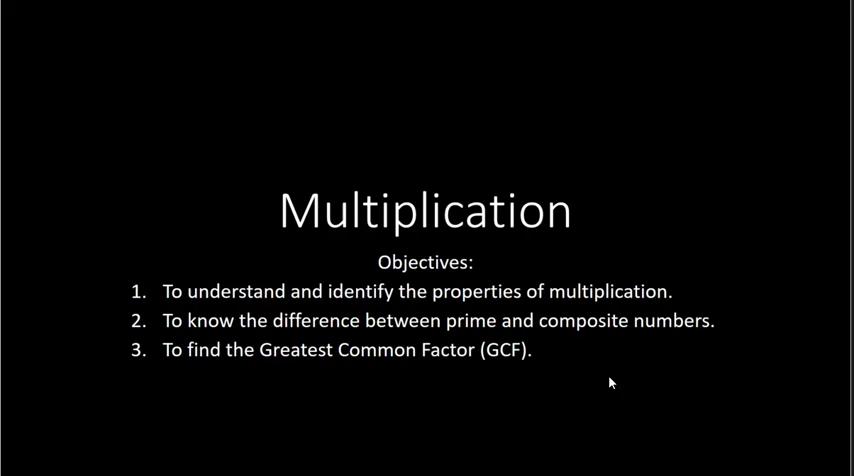 Multiplication
Objectives:
1. To understand and identify the properties of multiplication.
2. To know the difference between prime and composite numbers.
3. To find the Greatest Common Factor (GCF).